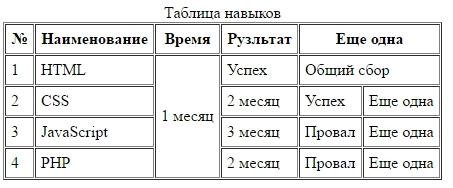 Таблица навыков
№ Наименование Время Рузльтат Еще одна
1 HTML 1 месяц Успех Общий сбор
2 CSS 2 месяц Успех Еще одна
3 JavaScript 3 месяц Провал Еще одна
4 PHP 2 месяц Провал Еще одна